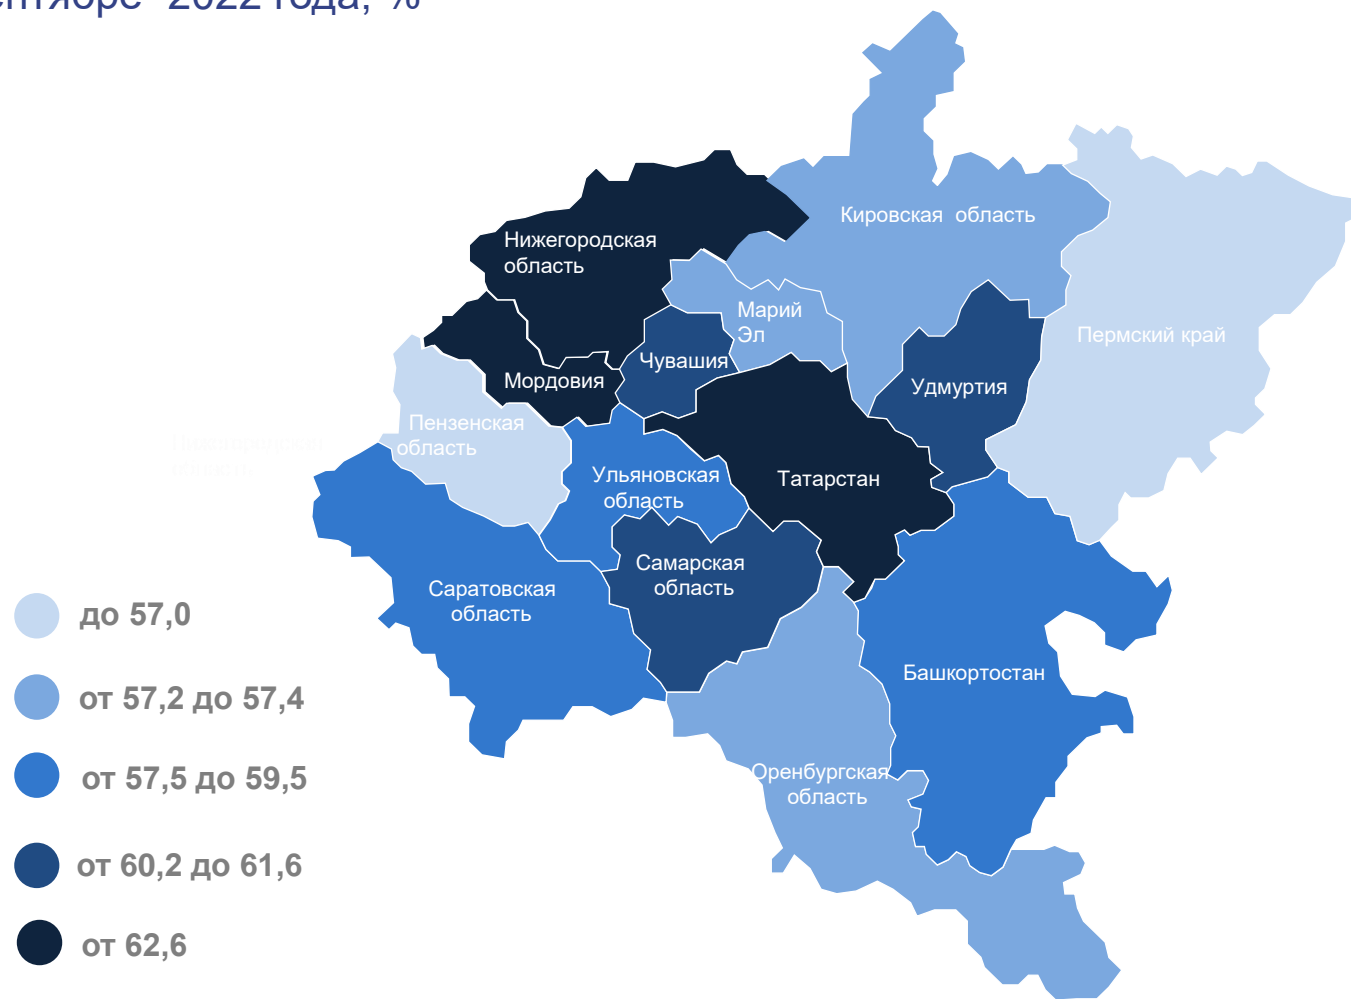 2022 года, %
Кировская область
Нижегородская
область
Марий
Эл
Пермский край
Чувашия
Мордовия
Удмуртия
Пензенская
область
Ульяновская
область
Татарстан
Самарская
область
Саратовская
область
Башкортостан
Оренбургская
область
до 57,0
от 57,2 до 57,4
от 57,5 до 59,5
от 60,2 до 61,6
от 62,6